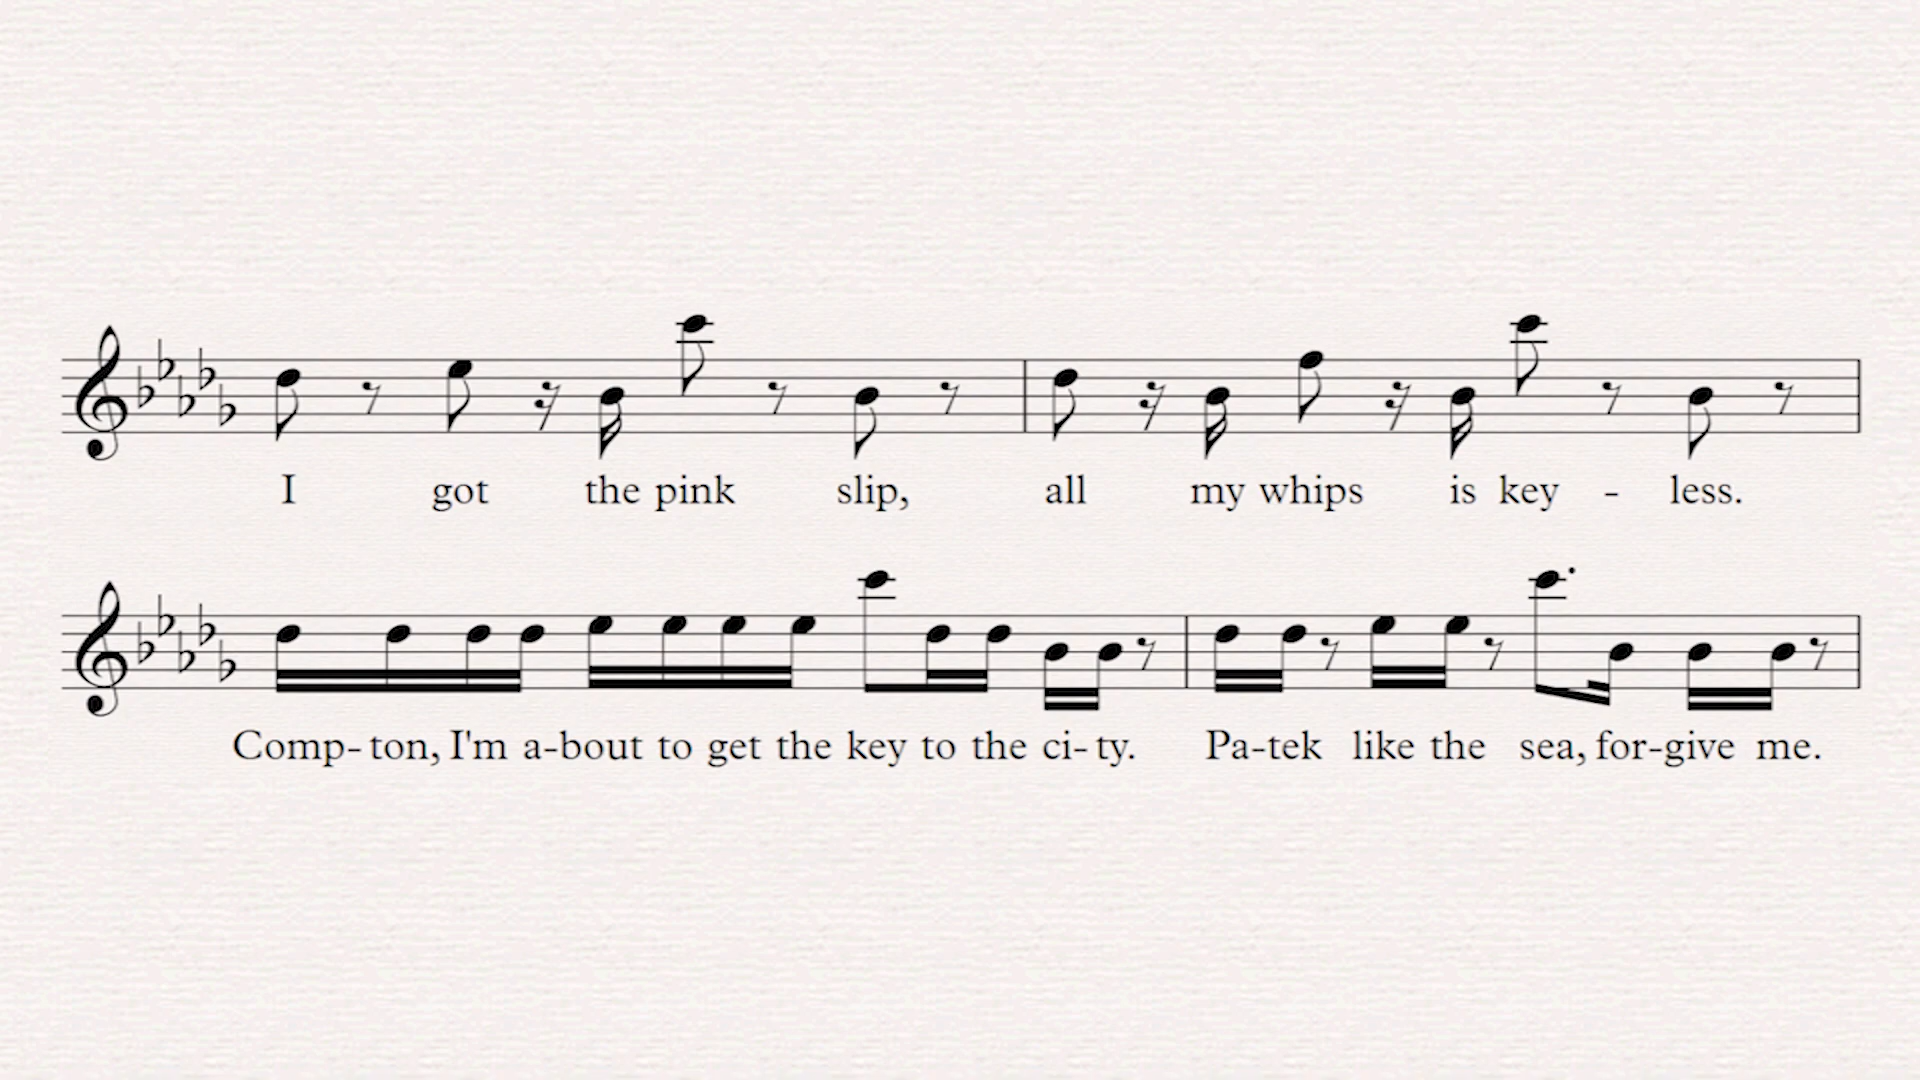 I got the pink slip, all my whips is key - less.
Comp- ton, I'm a-bout to get the key to the ci- ty. Pa-tek like the sea, for-give me.